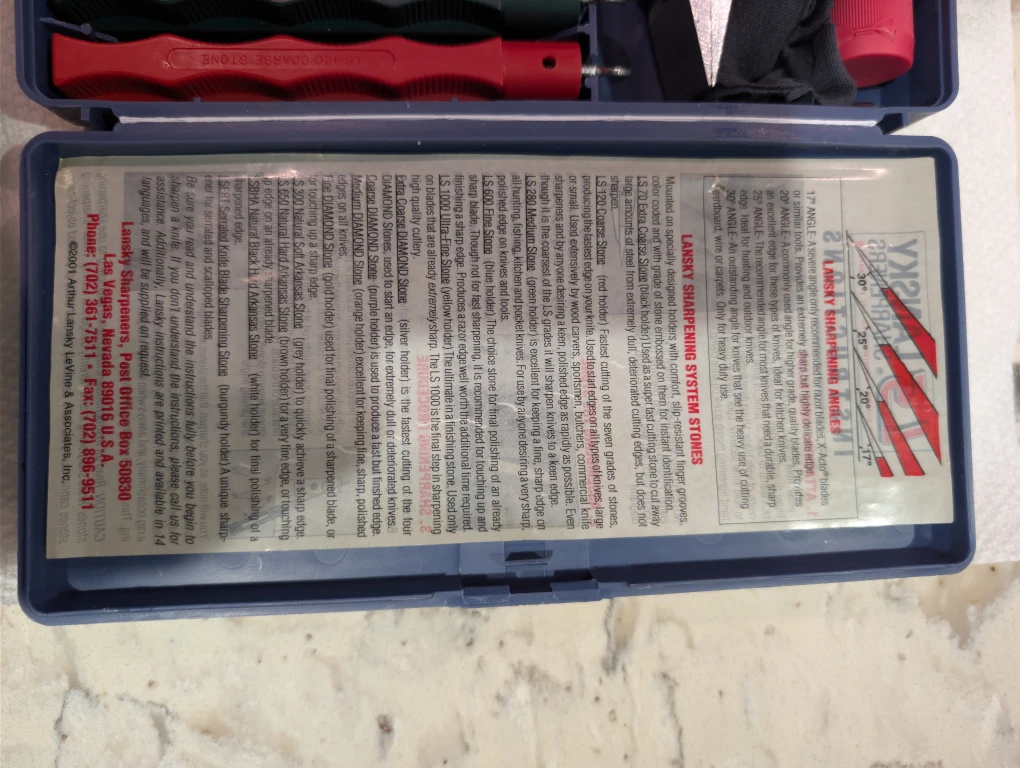 LS 120 COARSE STONE
30° 25° 20° 17°
LANSKY SHARPENING ANGLES
17° ANGLE-A severe angle only recommended for razor blades, X-Acto® blades
or similar tools. Provides an extremely sharp but highly delicate edge.
20° ANGLE-A commonly used angle for higher grade, quality blades. Provides
an excellent edge for these types of knives. Ideal for kitchen knives.
25° ANGLE. The recommended angle for most knives that need a durable, sharp
edge. Ideal for hunting and outdoor knives.
30° ANGLE-An outstanding angle for knives that see the heavy use of cutting
cardboard, wire or carpets. Only for heavy duty use.
LANSKY SHARPENING SYSTEM STONES
Mounted on specially designed holders with comfort, slip-resistant finger grooves,
color coded and with grade of stone embossed on them for instant identification.
LS 70 Extra Coarse Stone (black holder) Used as a super fast cutting stone to cut away
large amounts of steel from extremely dull, deteriorated cutting edges, but does not
LS 120 Coarse Stone (red holder) Fastest cutting of the seven grades of stones,
producing the fastest edge on your knife. Used to start edges on all types of knives, large
or small. Used extensively by wood carvers, sportsmen, butchers, commercial knife
sharpeners and by anyone desiring a keen, polished edge as rapidly as possible. Even
though it is the coarsest of the LS grades it will sharpen knives to a keen edge.
LS 280 Medium Stone (green holder) is excellent for keeping a fine, sharp edge on
all hunting, fishing, kitchen and pocket knives. For use by anyone desiring a very sharp,
polished edge on knives and tools.
LS 600 Fine Stone (blue holder) The choice stone for final polishing of an already
sharp blade. Though not for fast sharpening, it is recommended for touching up and
finishing a sharp edge. Produces a razor edge well worth the additional time required.
LS 1000 Ultra-Fine Stone (yellow holder) The ultimate in a finishing stone. Used only
on blades that are already extremely sharp. The LS 1000 is the final step in sharpening
high quality cutlery.
Extra Coarse DIAMOND Stone (silver holder) is the fastest cutting of the four
DIAMOND Stones, used to start an edge, for extremely dull or deteriorated knives.
Coarse DIAMOND Stone (purple holder) is used to produce a fast but finished edge.
Medium DIAMOND Stone (orange holder) excellent for keeping fine, sharp, polished
edges on all knives.
Fine DIAMOND Stone (gold holder) used for final polishing of a sharpened blade, or
for touching up a sharp edge.
S 300 Natural Soft Arkansas Stone (grey holder) to quickly achieve a sharp edge.
S 650 Natural Hard Arkansas Stone (brown holder) for a very fine edge, or touching
up edge on an already sharpened blade.
SBHA Natural Black Hard Arkansas Stone (white holder) for final polishing of a
sharpened edge.
Serrated Knife Blade Sharpening Stone (burgundy holder) A unique sharp-
ener for serrated and scalloped blades.
Be sure you read and understand the instructions fully before you begin to
sharpen a knife. If you don't understand the instructions, please call us for
assistance. Additionally, Lansky instructions are printed and available in 14
languages, and will be supplied on request.
Lansky Sharpeners, Post Office Box 50830
Las Vegas, Nevada 89016 U.S.A.
Phone: (702) 361-7511 • Fax: (702) 896-9511
©2001 Arthur Lansky LeVine & Associates, Inc.